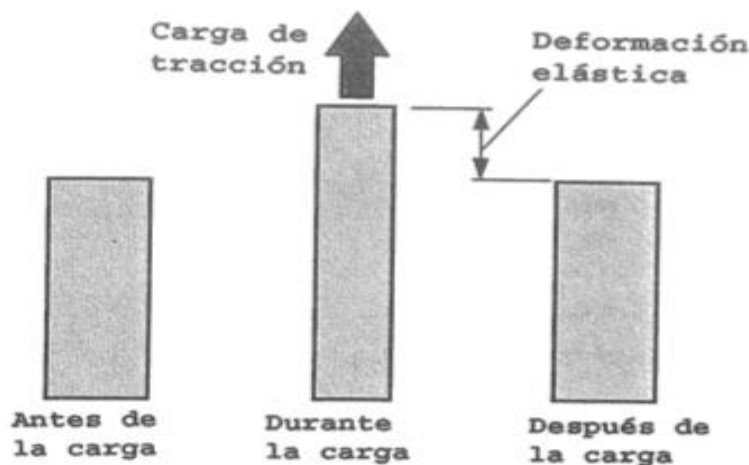 Carga de
tracción
Deformación
elástica
Antes de
la carga
Durante
la carga
Después de
la carga